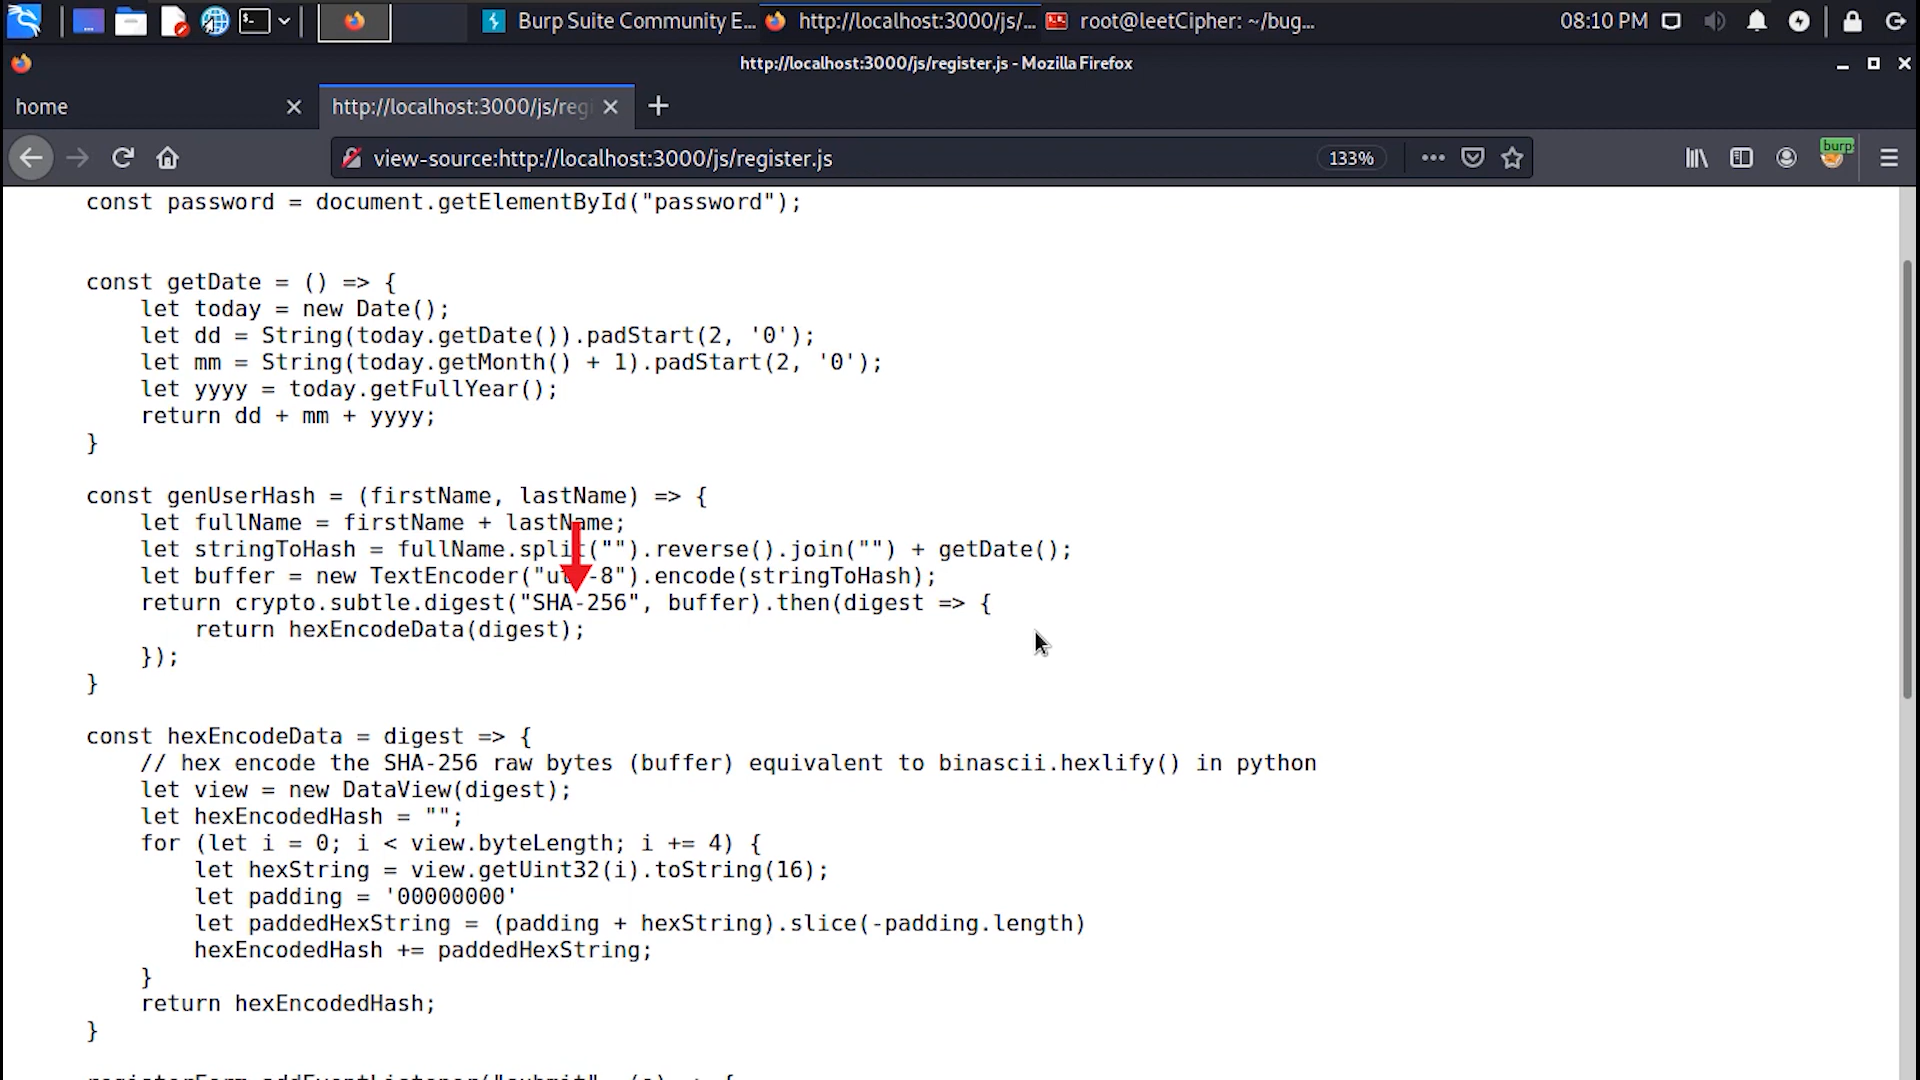 Burp Suite Community E...
http://localhost:3000/js/...
root@leetCipher: ~/bug...
08:10 PM
http://localhost:3000/js/register.js - Mozilla Firefox
home
http://localhost:3000/js/regi
view-source:http://localhost:3000/js/register.js
133%
burp
const password = document.getElementById("password");
const getDate = () => {
let today = new Date();
let dd = String(today.getDate()).padStart(2, '0');
let mm = String(today.getMonth() + 1).padStart(2, '0');
let yyyy = today.getFullYear();
return dd + mm + yyyy;
}
const genUserHash = (firstName, lastName) => {
let fullName = firstName + lastName;
let stringToHash = fullName.split("").reverse().join("") + getDate();
let buffer = new TextEncoder("utf-8").encode(stringToHash);
return crypto.subtle.digest("SHA-256", buffer).then(digest => {
return hexEncodeData(digest);
});
}
const hexEncodeData = digest => {
// hex encode the SHA-256 raw bytes (buffer) equivalent to binascii.hexlify() in python
let view = new DataView(digest);
let hexEncodedHash = "";
for (let i = 0; i < view.byteLength; i += 4) {
let hexString = view.getUint32(i).toString(16);
let padding = '00000000'
let paddedHexString = (padding + hexString).slice(-padding.length)
hexEncodedHash += paddedHexString;
}
return hexEncodedHash;
}
registerForm.addEventListener("submit", (e) => {